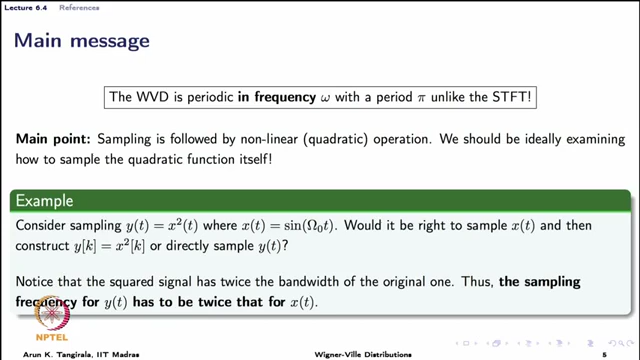 Lecture 6.4 References
Main message
The WVD is periodic in frequency ω with a period π unlike the STFT!
Main point: Sampling is followed by non-linear (quadratic) operation. We should be ideally examining
how to sample the quadratic function itself!
Example
Consider sampling y(t) = x²(t) where x(t) = sin(Ω₀t). Would it be right to sample x(t) and then
construct y[k] = x²[k] or directly sample y(t)?
Notice that the squared signal has twice the bandwidth of the original one. Thus, the sampling
frequency for y(t) has to be twice that for x(t).
NPTEL
Arun K. Tangirala, IIT Madras Wigner-Ville Distributions 5